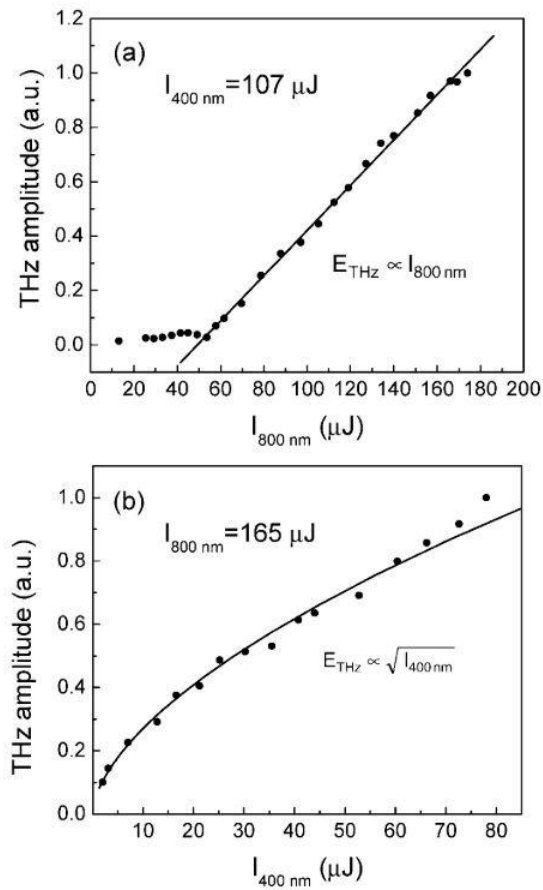 (a)
I400 nm=107 μJ
ETHz ∝ I800 nm
THz amplitude (a.u.)
1.2
1.0
0.8
0.6
0.4
0.2
0.0
0 20 40 60 80 100 120 140 160 180 200
I800 nm (μJ)
(b)
I800 nm=165 μJ
ETHz ∝ √I400 nm
THz amplitude (a.u.)
1.0
0.8
0.6
0.4
0.2
0.0
10 20 30 40 50 60 70 80
I400 nm (μJ)